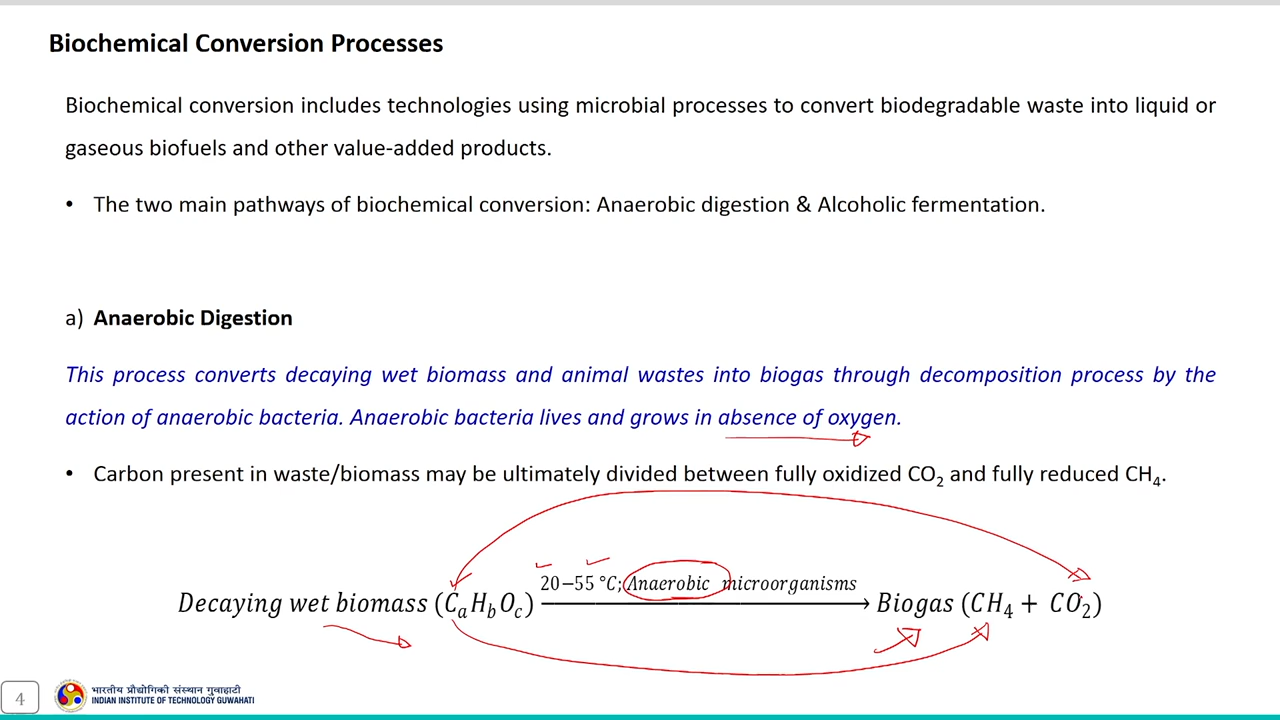 Biochemical Conversion Processes
Biochemical conversion includes technologies using microbial processes to convert biodegradable waste into liquid or
gaseous biofuels and other value-added products.
• The two main pathways of biochemical conversion: Anaerobic digestion & Alcoholic fermentation.
a) Anaerobic Digestion
This process converts decaying wet biomass and animal wastes into biogas through decomposition process by the
action of anaerobic bacteria. Anaerobic bacteria lives and grows in absence of oxygen.
• Carbon present in waste/biomass may be ultimately divided between fully oxidized CO₂ and fully reduced CH₄.
20−55 °C; Anaerobic microorganisms
Decaying wet biomass (CₐH_bO_c) ⟶ Biogas (CH₄ + CO₂)
4
भारतीय प्रौद्योगिकी संस्थान गुवाहाटी
INDIAN INSTITUTE OF TECHNOLOGY GUWAHATI